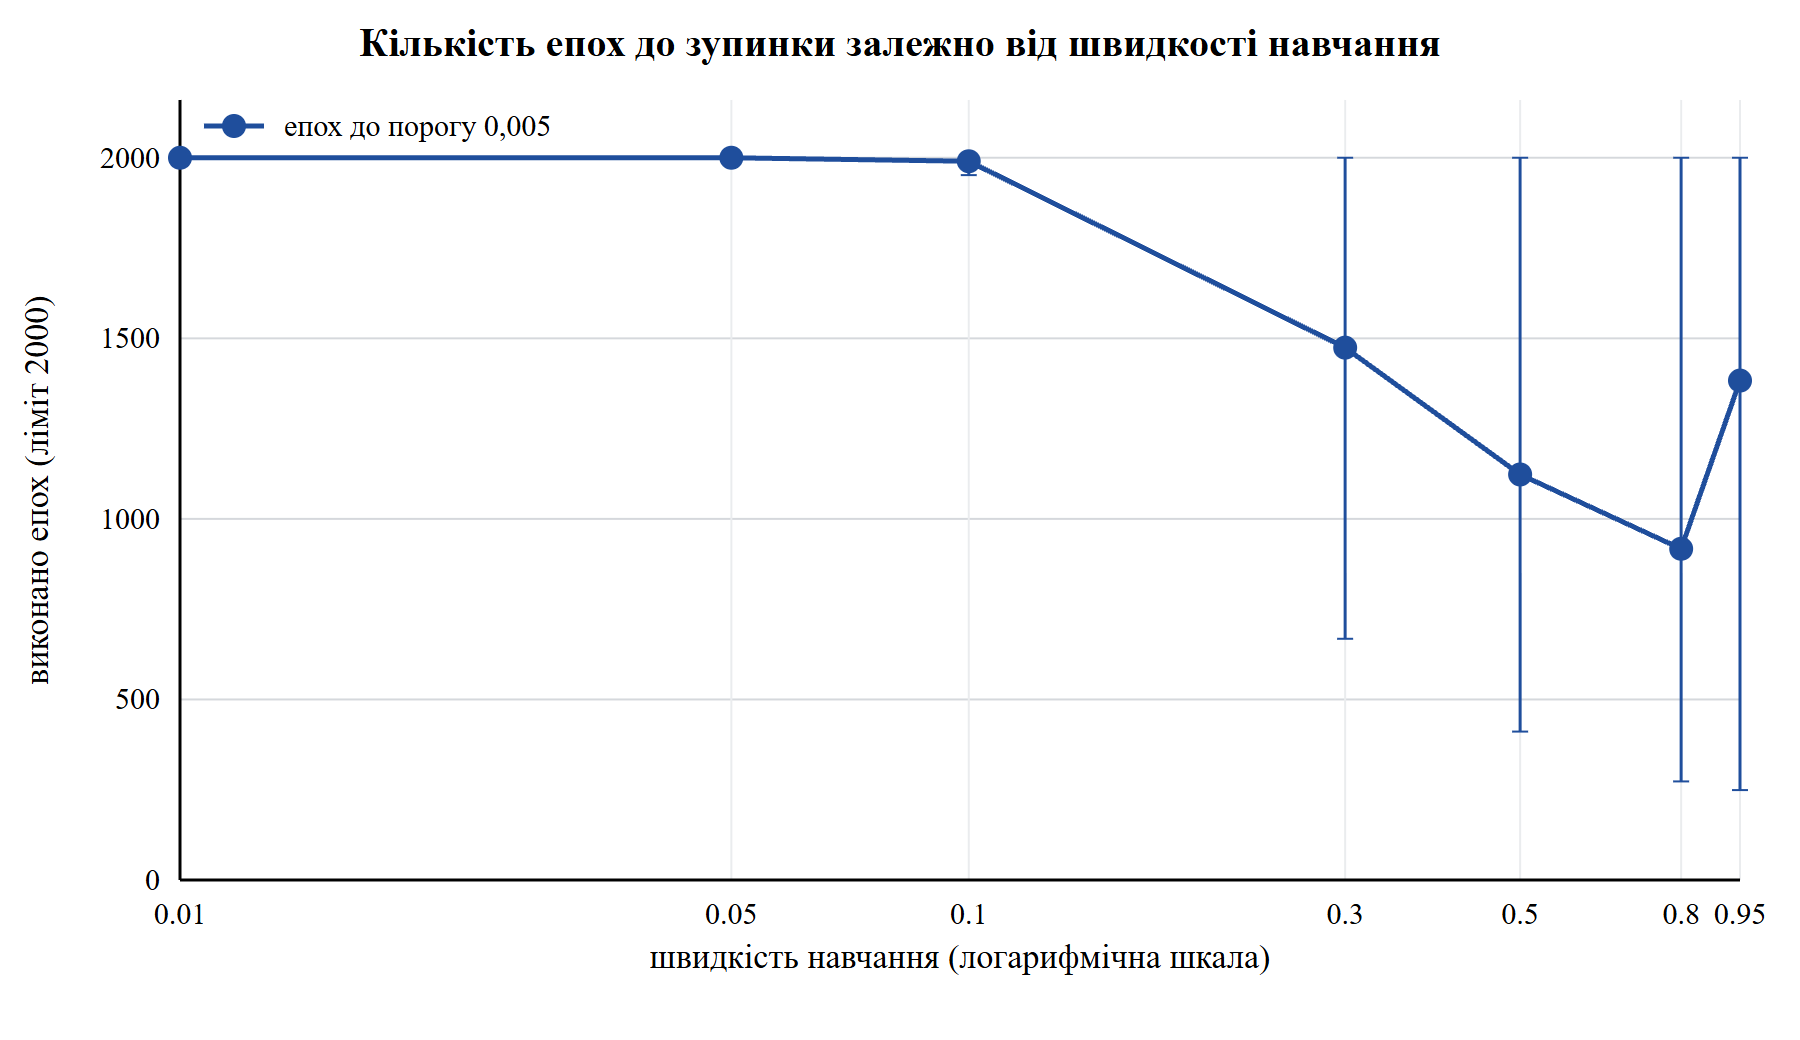 Кількість епох до зупинки залежно від швидкості навчання
епох до порогу 0,005
2000
1500
1000
500
0
виконано епох (ліміт 2000)
0.01 0.05 0.1 0.3 0.5 0.8 0.95
швидкість навчання (логарифмічна шкала)